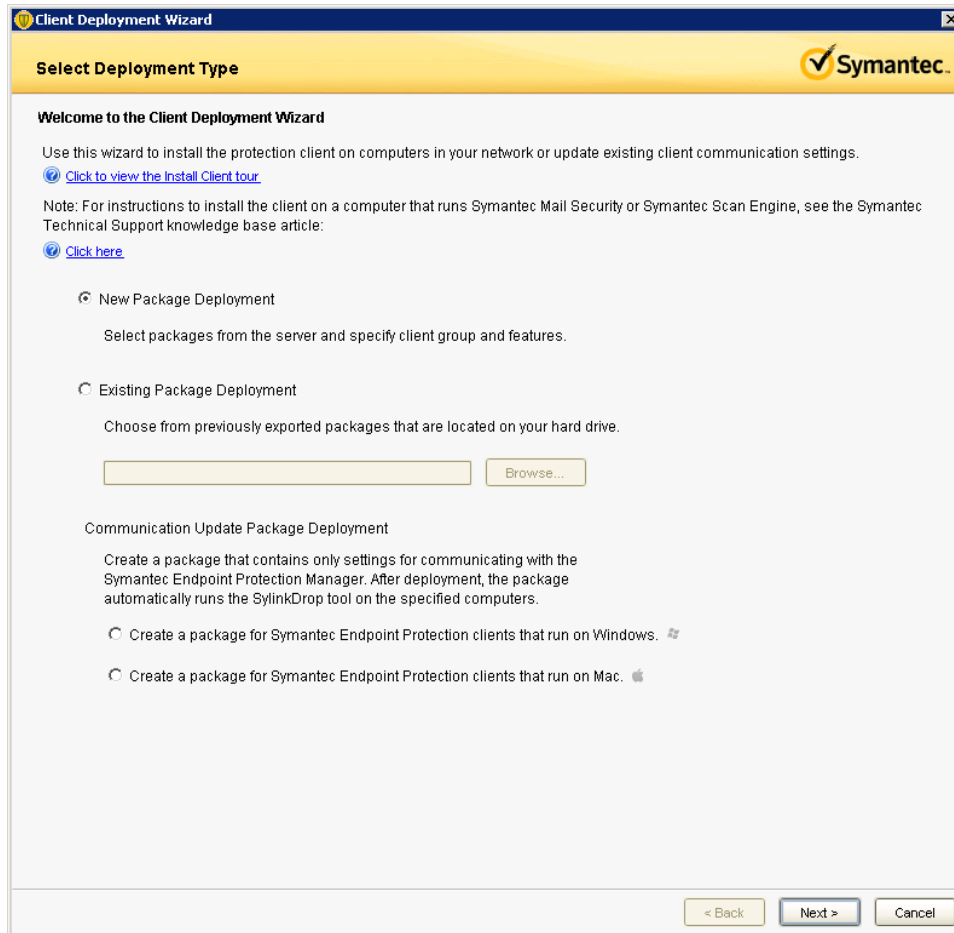 Client Deployment Wizard
Select Deployment Type
Symantec.
Welcome to the Client Deployment Wizard
Use this wizard to install the protection client on computers in your network or update existing client communication settings.
Click to view the Install Client tour
Note: For instructions to install the client on a computer that runs Symantec Mail Security or Symantec Scan Engine, see the Symantec
Technical Support knowledge base article:
Click here
New Package Deployment
Select packages from the server and specify client group and features.
Existing Package Deployment
Choose from previously exported packages that are located on your hard drive.
Browse...
Communication Update Package Deployment
Create a package that contains only settings for communicating with the
Symantec Endpoint Protection Manager. After deployment, the package
automatically runs the SylinkDrop tool on the specified computers.
Create a package for Symantec Endpoint Protection clients that run on Windows.
Create a package for Symantec Endpoint Protection clients that run on Mac.
< Back
Next >
Cancel